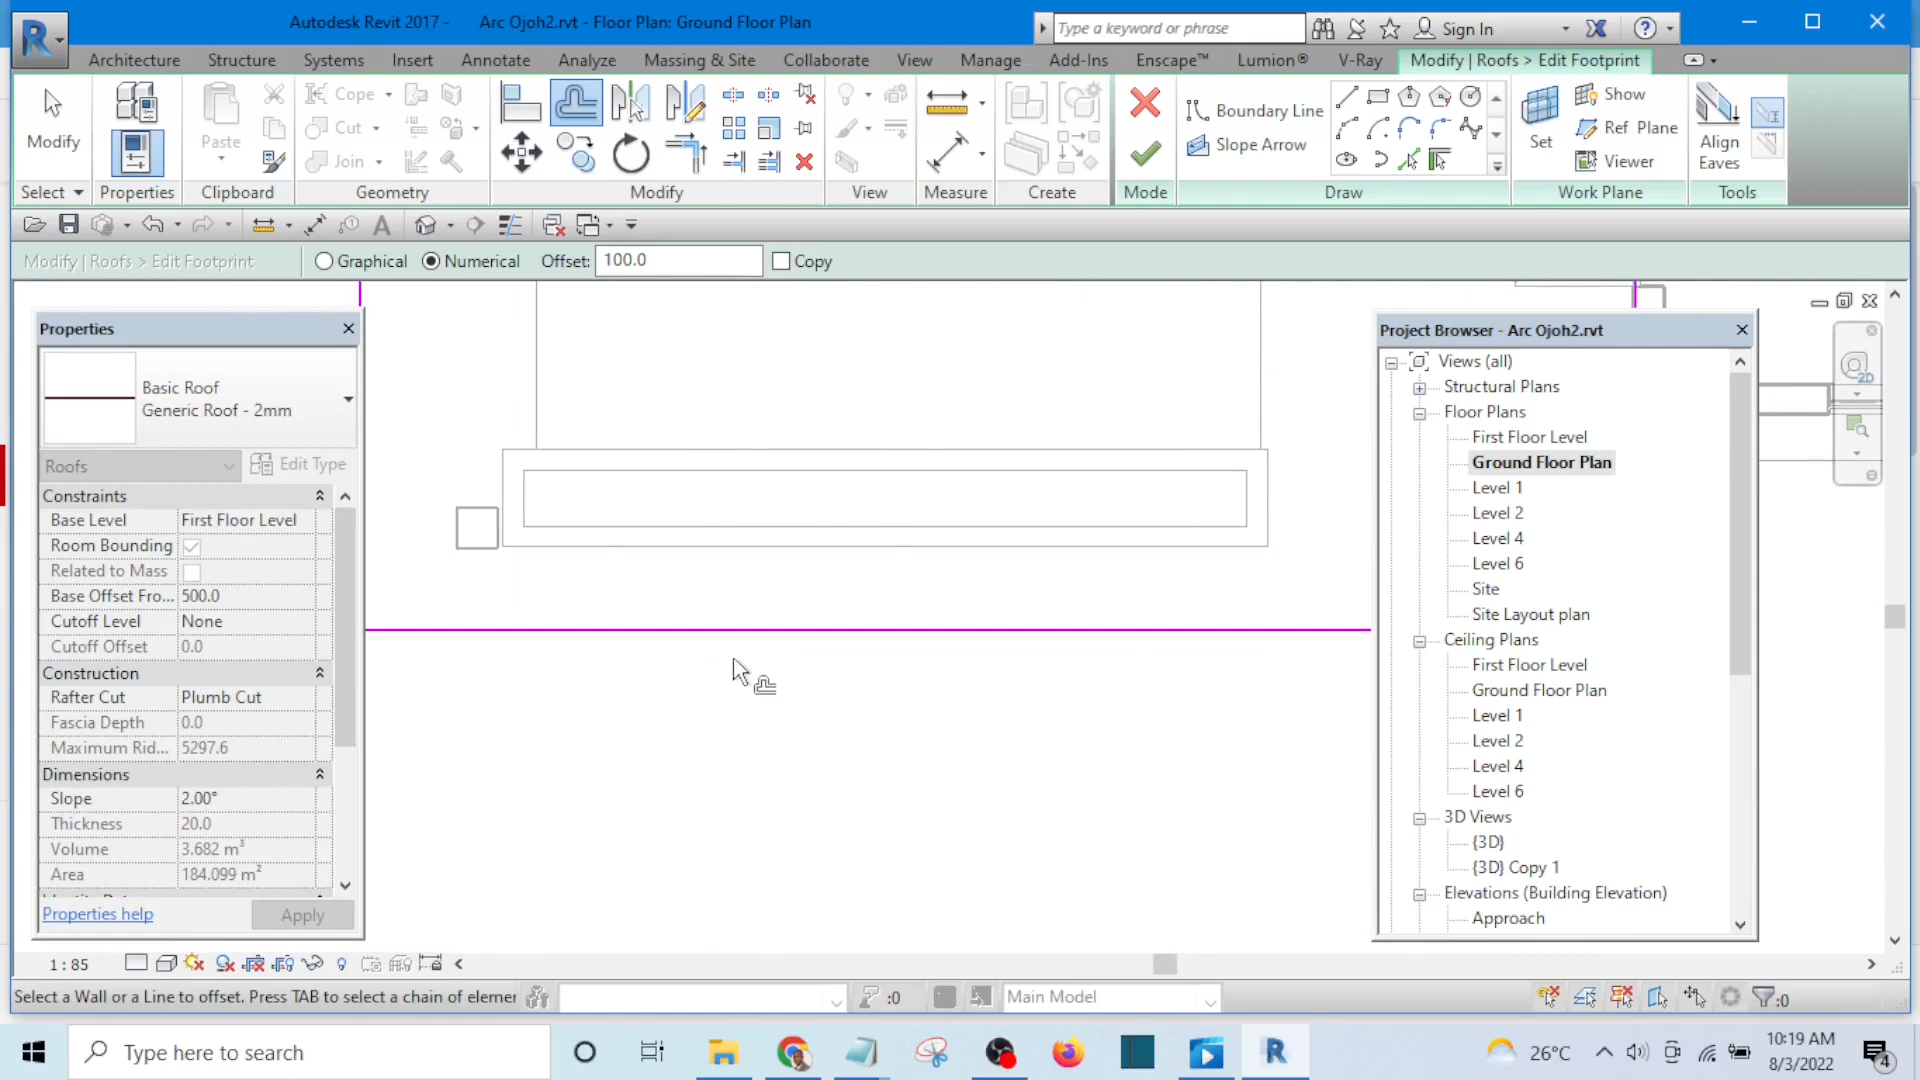 Autodesk Revit 2017 - Arc Ojoh2.rvt - Floor Plan: Ground Floor Plan
Type a keyword or phrase
Sign In
Architecture Structure Systems Insert Annotate Analyze Massing & Site Collaborate View Manage Add-Ins Enscape™ Lumion® V-Ray Modify | Roofs > Edit Footprint
Modify
Paste
Cope
Cut
Join
Boundary Line
Slope Arrow
Set
Show
Ref Plane
Viewer
Align
Eaves
Select Properties Clipboard Geometry Modify View Measure Create Mode Draw Work Plane Tools
Modify | Roofs > Edit Footprint Graphical Numerical Offset: 100.0 Copy
Properties
Basic Roof
Generic Roof - 2mm
Roofs Edit Type
Constraints
Base Level First Floor Level
Room Bounding
Related to Mass
Base Offset Fro... 500.0
Cutoff Level None
Cutoff Offset 0.0
Construction
Rafter Cut Plumb Cut
Fascia Depth 0.0
Maximum Rid... 5297.6
Dimensions
Slope 2.00°
Thickness 20.0
Volume 3.682 m³
Area 184.099 m²
Properties help Apply
Project Browser - Arc Ojoh2.rvt
Views (all)
Structural Plans
Floor Plans
First Floor Level
Ground Floor Plan
Level 1
Level 2
Level 4
Level 6
Site
Site Layout plan
Ceiling Plans
First Floor Level
Ground Floor Plan
Level 1
Level 2
Level 4
Level 6
3D Views
{3D}
{3D} Copy 1
Elevations (Building Elevation)
Approach
2D
1 : 85
Select a Wall or a Line to offset. Press TAB to select a chain of elemer
:0
Main Model
:0
Type here to search
26°C
10:19 AM
8/3/2022
4